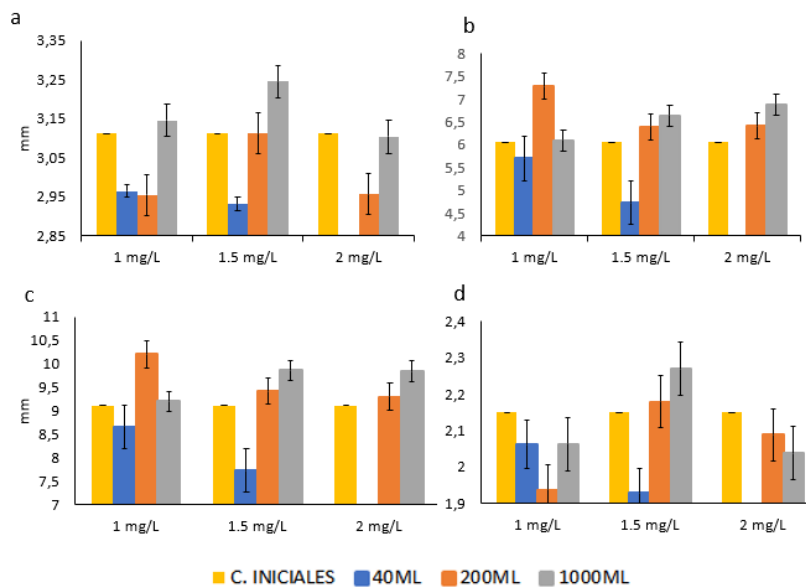 a
3,35
3,25
3,15
3,05
2,95
2,85
mm
1 mg/L 1.5 mg/L 2 mg/L
b
8
7,5
7
6,5
6
5,5
5
4,5
4
1 mg/L 1.5 mg/L 2 mg/L
c
11
10,5
10
9,5
9
8,5
8
7,5
7
mm
1 mg/L 1.5 mg/L 2 mg/L
d
2,4
2,3
2,2
2,1
2
1,9
1 mg/L 1.5 mg/L 2 mg/L
C. INICIALES 40ML 200ML 1000ML